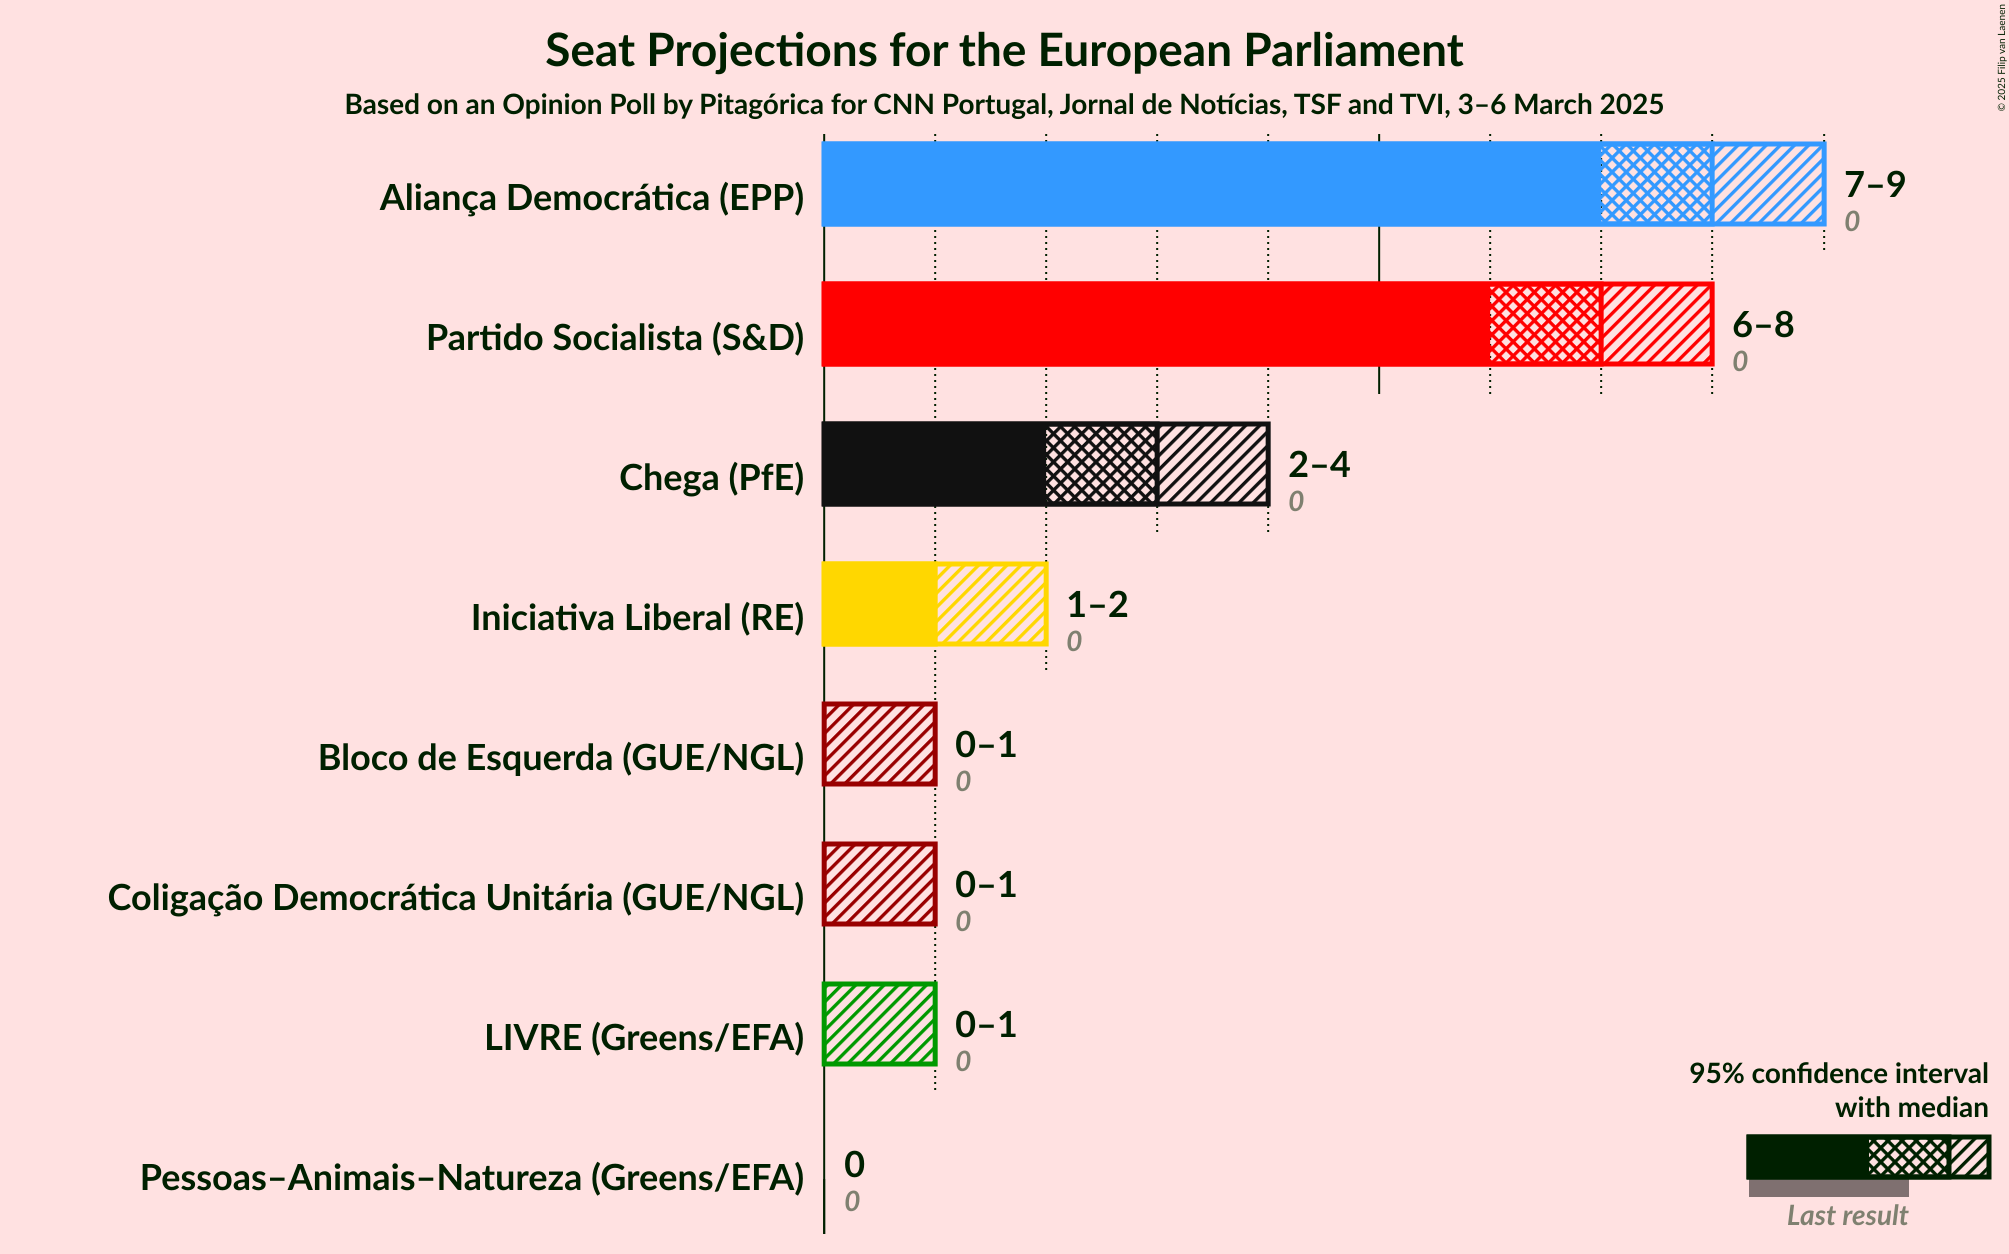 Seat Projections for the European Parliament
Based on an Opinion Poll by Pitagórica for CNN Portugal, Jornal de Notícias, TSF and TVI, 3–6 March 2025
© 2025 Filip van Laenen
Aliança Democrática (EPP)
7–9
0
Partido Socialista (S&D)
6–8
0
Chega (PfE)
2–4
0
Iniciativa Liberal (RE)
1–2
0
Bloco de Esquerda (GUE/NGL)
0–1
0
Coligação Democrática Unitária (GUE/NGL)
0–1
0
LIVRE (Greens/EFA)
0–1
0
Pessoas–Animais–Natureza (Greens/EFA)
0
0
95% confidence interval
with median
Last result